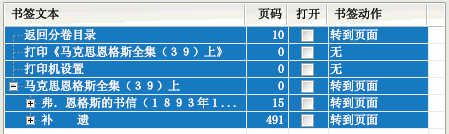 书签文本 页码 打开 书签动作
返回分卷目录 10 转到页面
打印《马克思恩格斯全集（３９）上》 0 无
打印机设置 0 无
马克思恩格斯全集（３９）上 0 转到页面
弗．恩格斯的书信（１８９３年１... 15 转到页面
补　　遗 491 转到页面